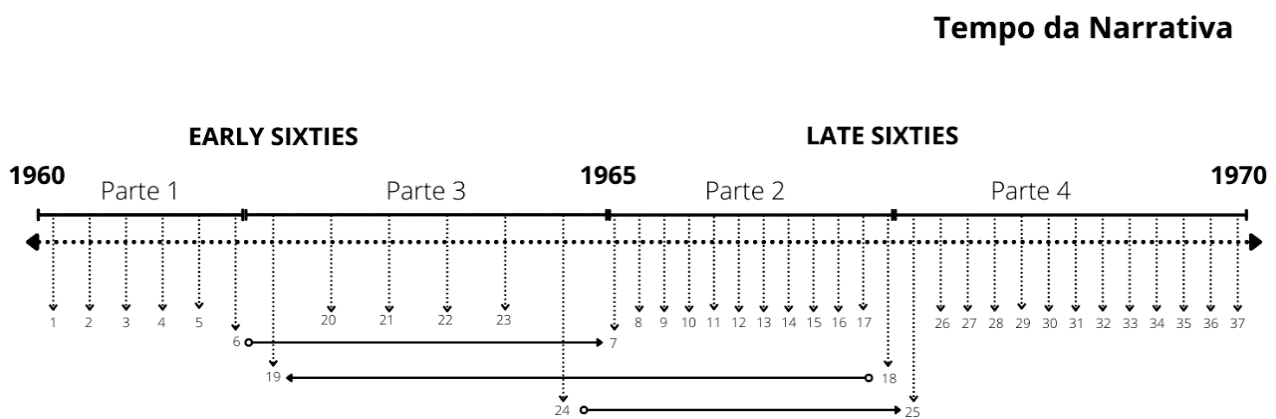 Tempo da Narrativa
EARLY SIXTIES LATE SIXTIES
1960 1965 1970
Parte 1 Parte 3 Parte 2 Parte 4
1 2 3 4 5 20 21 22 23 8 9 10 11 12 13 14 15 16 17 26 27 28 29 30 31 32 33 34 35 36 37
6 7
19 18
24 25